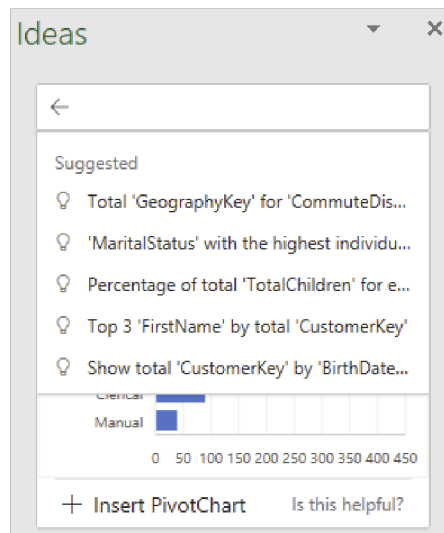 Ideas
Suggested
Total 'GeographyKey' for 'CommuteDis...
'MaritalStatus' with the highest individu...
Percentage of total 'TotalChildren' for e...
Top 3 'FirstName' by total 'CustomerKey'
Show total 'CustomerKey' by 'BirthDate...
Clerical
Manual
0 50 100 150 200 250 300 350 400 450
Insert PivotChart Is this helpful?